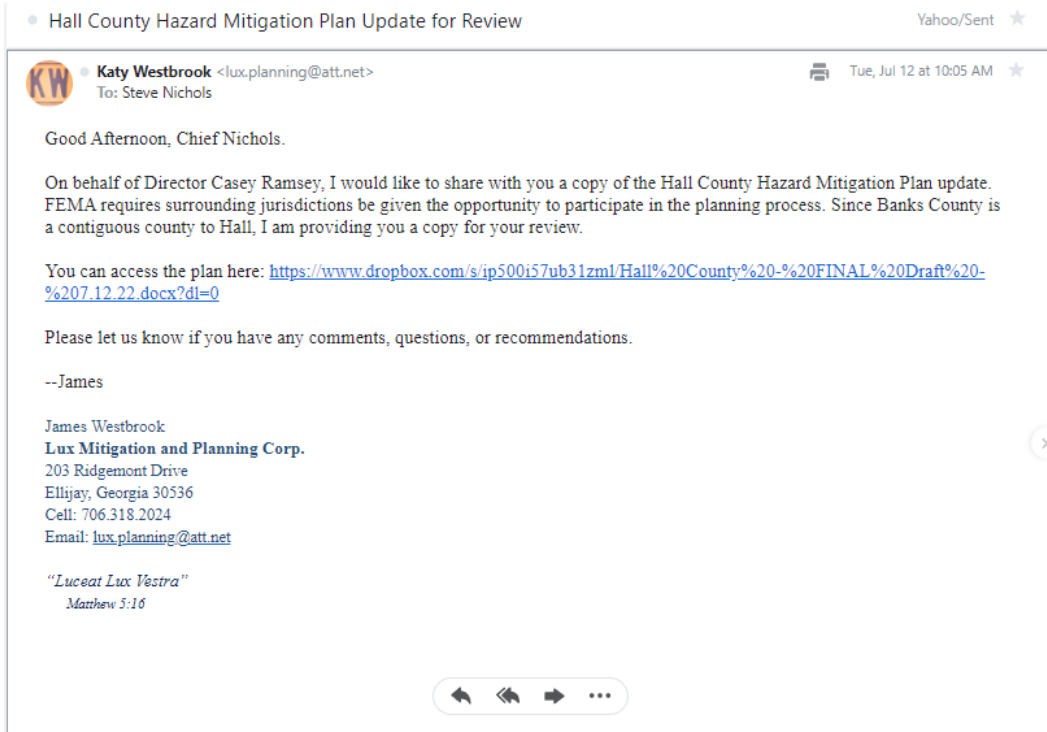 Hall County Hazard Mitigation Plan Update for Review
Yahoo/Sent
KW
Katy Westbrook <lux.planning@att.net>
Tue, Jul 12 at 10:05 AM
To: Steve Nichols
Good Afternoon, Chief Nichols.
On behalf of Director Casey Ramsey, I would like to share with you a copy of the Hall County Hazard Mitigation Plan update.
FEMA requires surrounding jurisdictions be given the opportunity to participate in the planning process. Since Banks County is
a contiguous county to Hall, I am providing you a copy for your review.
You can access the plan here: https://www.dropbox.com/s/ip500i57ub31zml/Hall%20County%20-%20FINAL%20Draft%20-
%207.12.22.docx?dl=0
Please let us know if you have any comments, questions, or recommendations.
--James
James Westbrook
Lux Mitigation and Planning Corp.
203 Ridgemont Drive
Ellijay, Georgia 30536
Cell: 706.318.2024
Email: lux.planning@att.net
“Luceat Lux Vestra”
Matthew 5:16